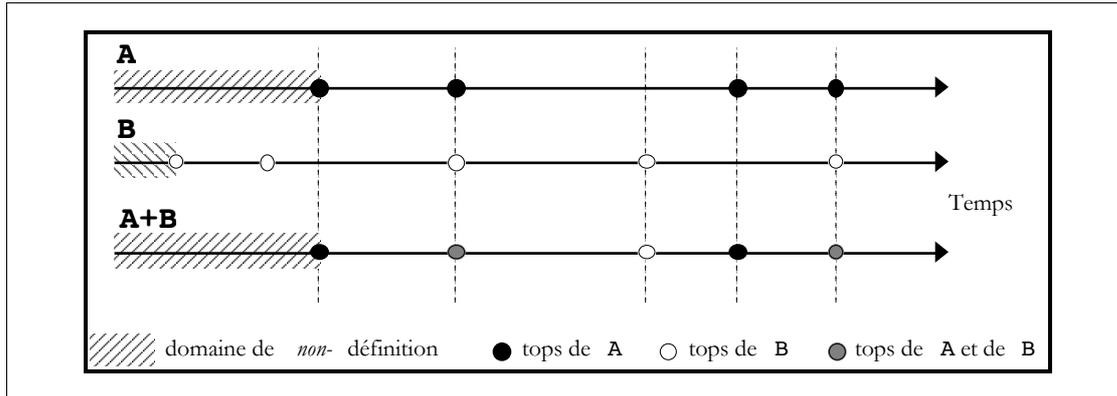 A
B
Temps
A+B
domaine de non- définition tops de A tops de B tops de A et de B